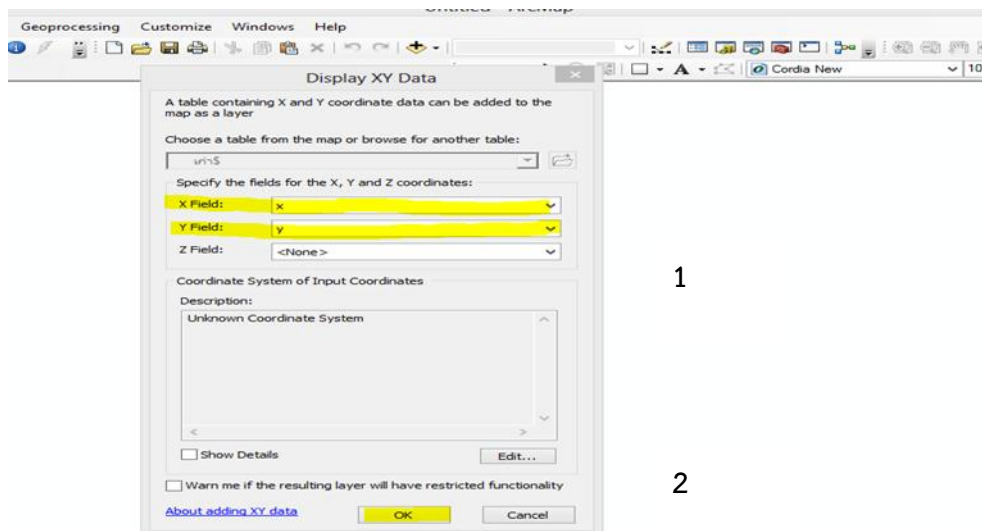 Untitled - ArcMap
Geoprocessing Customize Windows Help
Cordia New
10
Display XY Data
A table containing X and Y coordinate data can be added to the
map as a layer
Choose a table from the map or browse for another table:
Specify the fields for the X, Y and Z coordinates:
X Field: x
Y Field: y
Z Field: <None>
1
Coordinate System of Input Coordinates
Description:
Unknown Coordinate System
Show Details
Edit...
2
Warn me if the resulting layer will have restricted functionality
About adding XY data
OK
Cancel